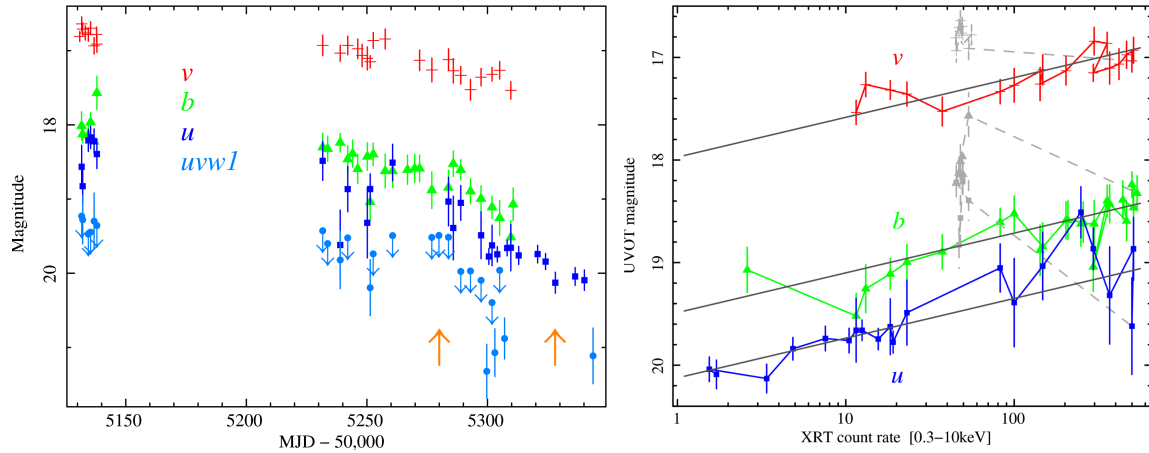 v
b
u
uvw1
18
20
Magnitude
5150
5200
5250
5300
MJD − 50,000
v
b
u
17
18
19
20
UVOT magnitude
1
10
100
XRT count rate [0.3−10keV]